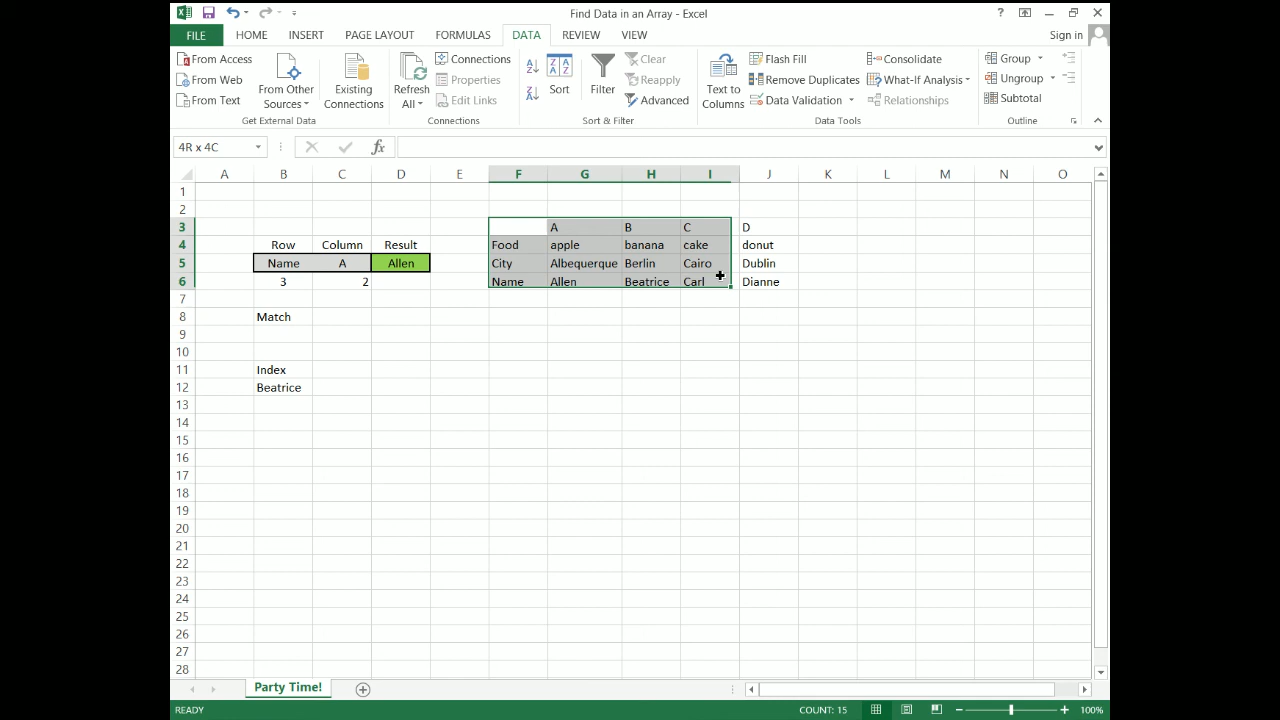 Find Data in an Array - Excel
?
FILE HOME INSERT PAGE LAYOUT FORMULAS DATA REVIEW VIEW Sign in
From Access
From Web
From Text
From Other Sources
Existing Connections
Get External Data
Refresh All
Connections
Properties
Edit Links
Connections
Sort
Filter
Clear
Reapply
Advanced
Sort & Filter
Text to Columns
Flash Fill
Remove Duplicates
Data Validation
Consolidate
What-If Analysis
Relationships
Data Tools
Group
Ungroup
Subtotal
Outline
4R x 4C
fx
A B C D E F G H I J K L M N O
1
2
3 A B C D
4 Row Column Result Food apple banana cake donut
5 Name A Allen City Albequerque Berlin Cairo Dublin
6 3 2 Name Allen Beatrice Carl Dianne
7
8 Match
9
10
11 Index
12 Beatrice
13
14
15
16
17
18
19
20
21
22
23
24
25
26
27
28
Party Time!
READY COUNT: 15 100%